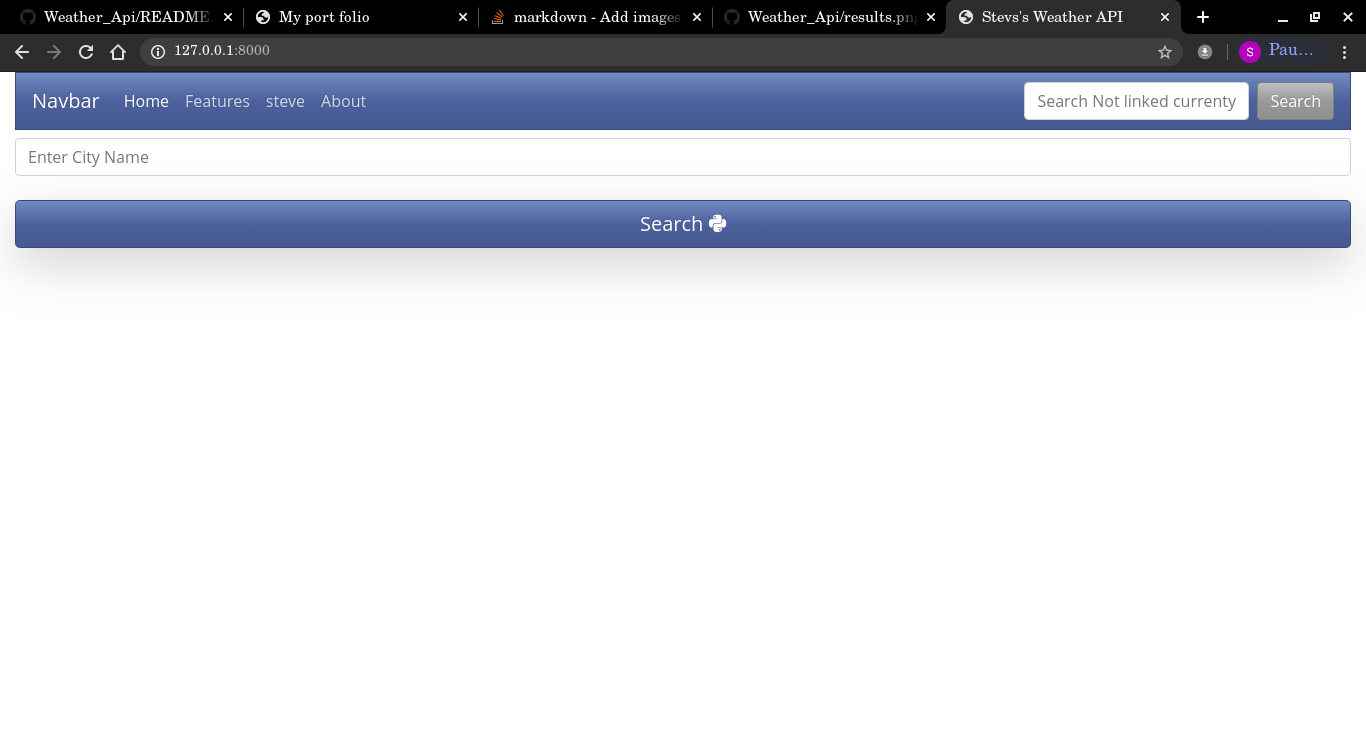 Weather_Api/README. My port folio markdown - Add images Weather_Api/results.pn Stevs's Weather API
127.0.0.1:8000 S Pau...
Navbar Home Features steve About Search Not linked currenty Search
Enter City Name
Search